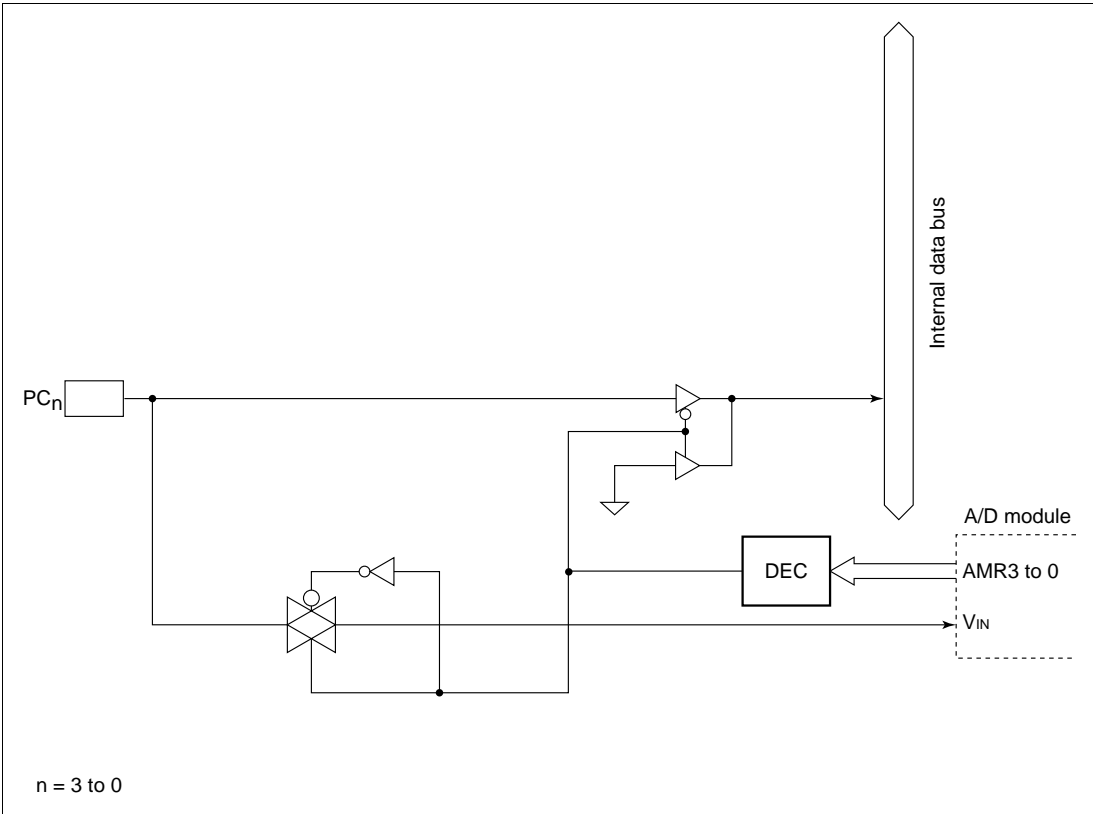 Internal data bus
PCn
A/D module
DEC
AMR3 to 0
VIN
n = 3 to 0